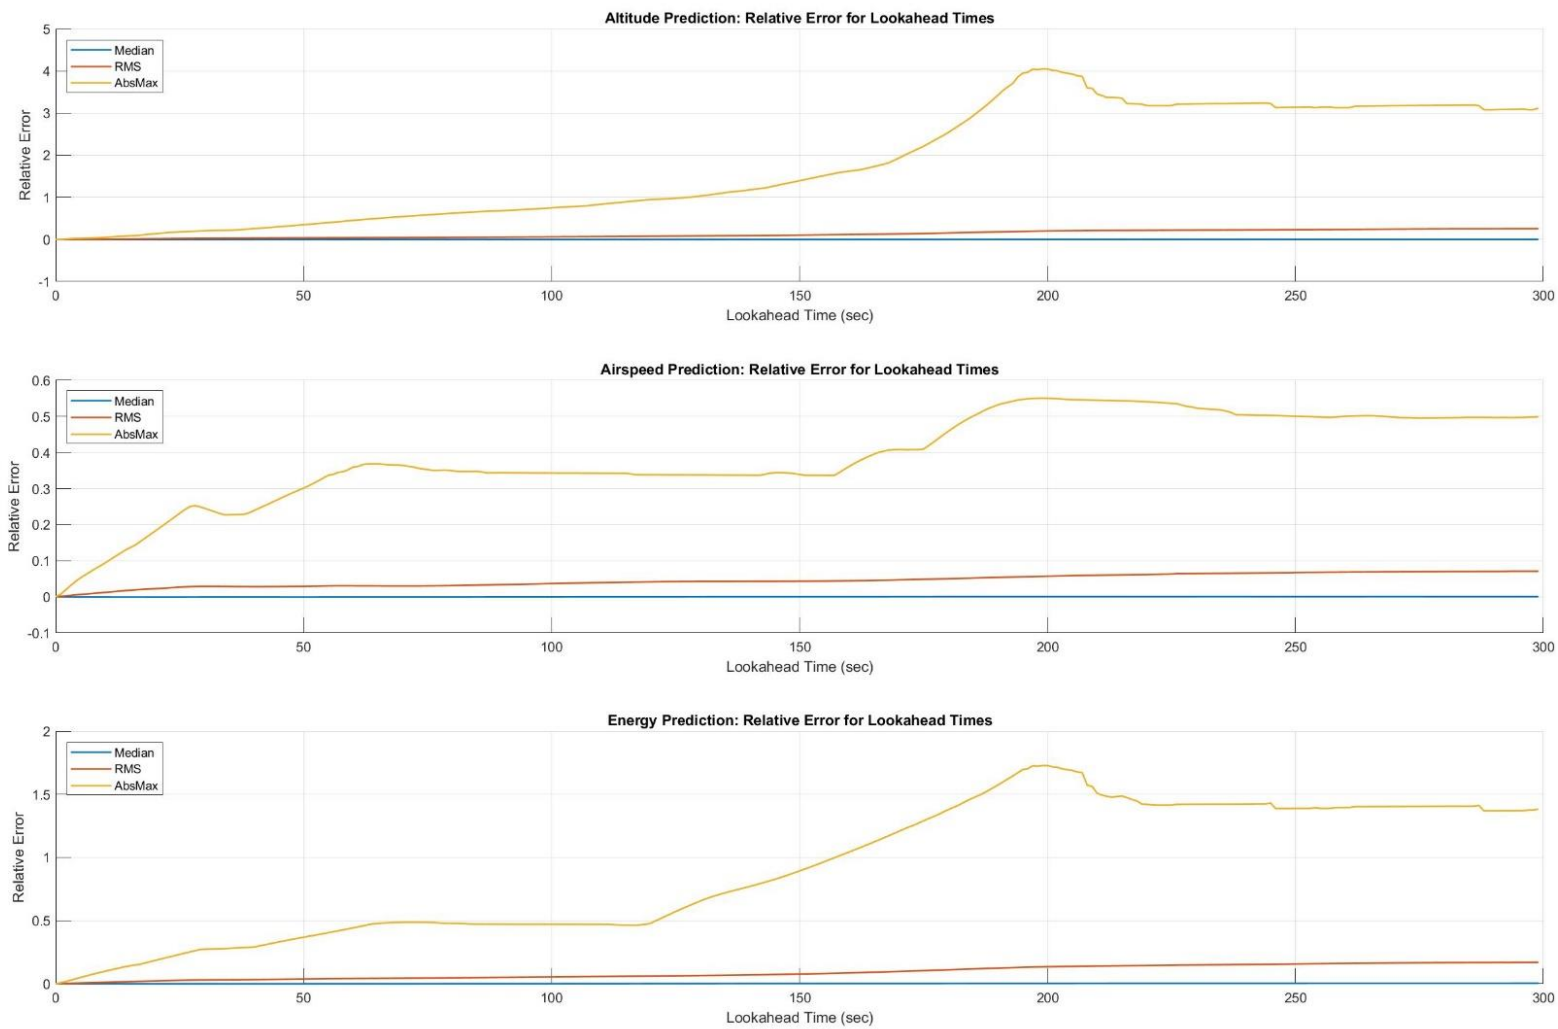 Altitude Prediction: Relative Error for Lookahead Times
5
4
3
2
1
0
-1
Relative Error
Median
RMS
AbsMax
0 50 100 150 200 250 300
Lookahead Time (sec)
Airspeed Prediction: Relative Error for Lookahead Times
0.6
0.5
0.4
0.3
0.2
0.1
0
-0.1
Relative Error
Median
RMS
AbsMax
0 50 100 150 200 250 300
Lookahead Time (sec)
Energy Prediction: Relative Error for Lookahead Times
2
1.5
1
0.5
0
Relative Error
Median
RMS
AbsMax
0 50 100 150 200 250 300
Lookahead Time (sec)